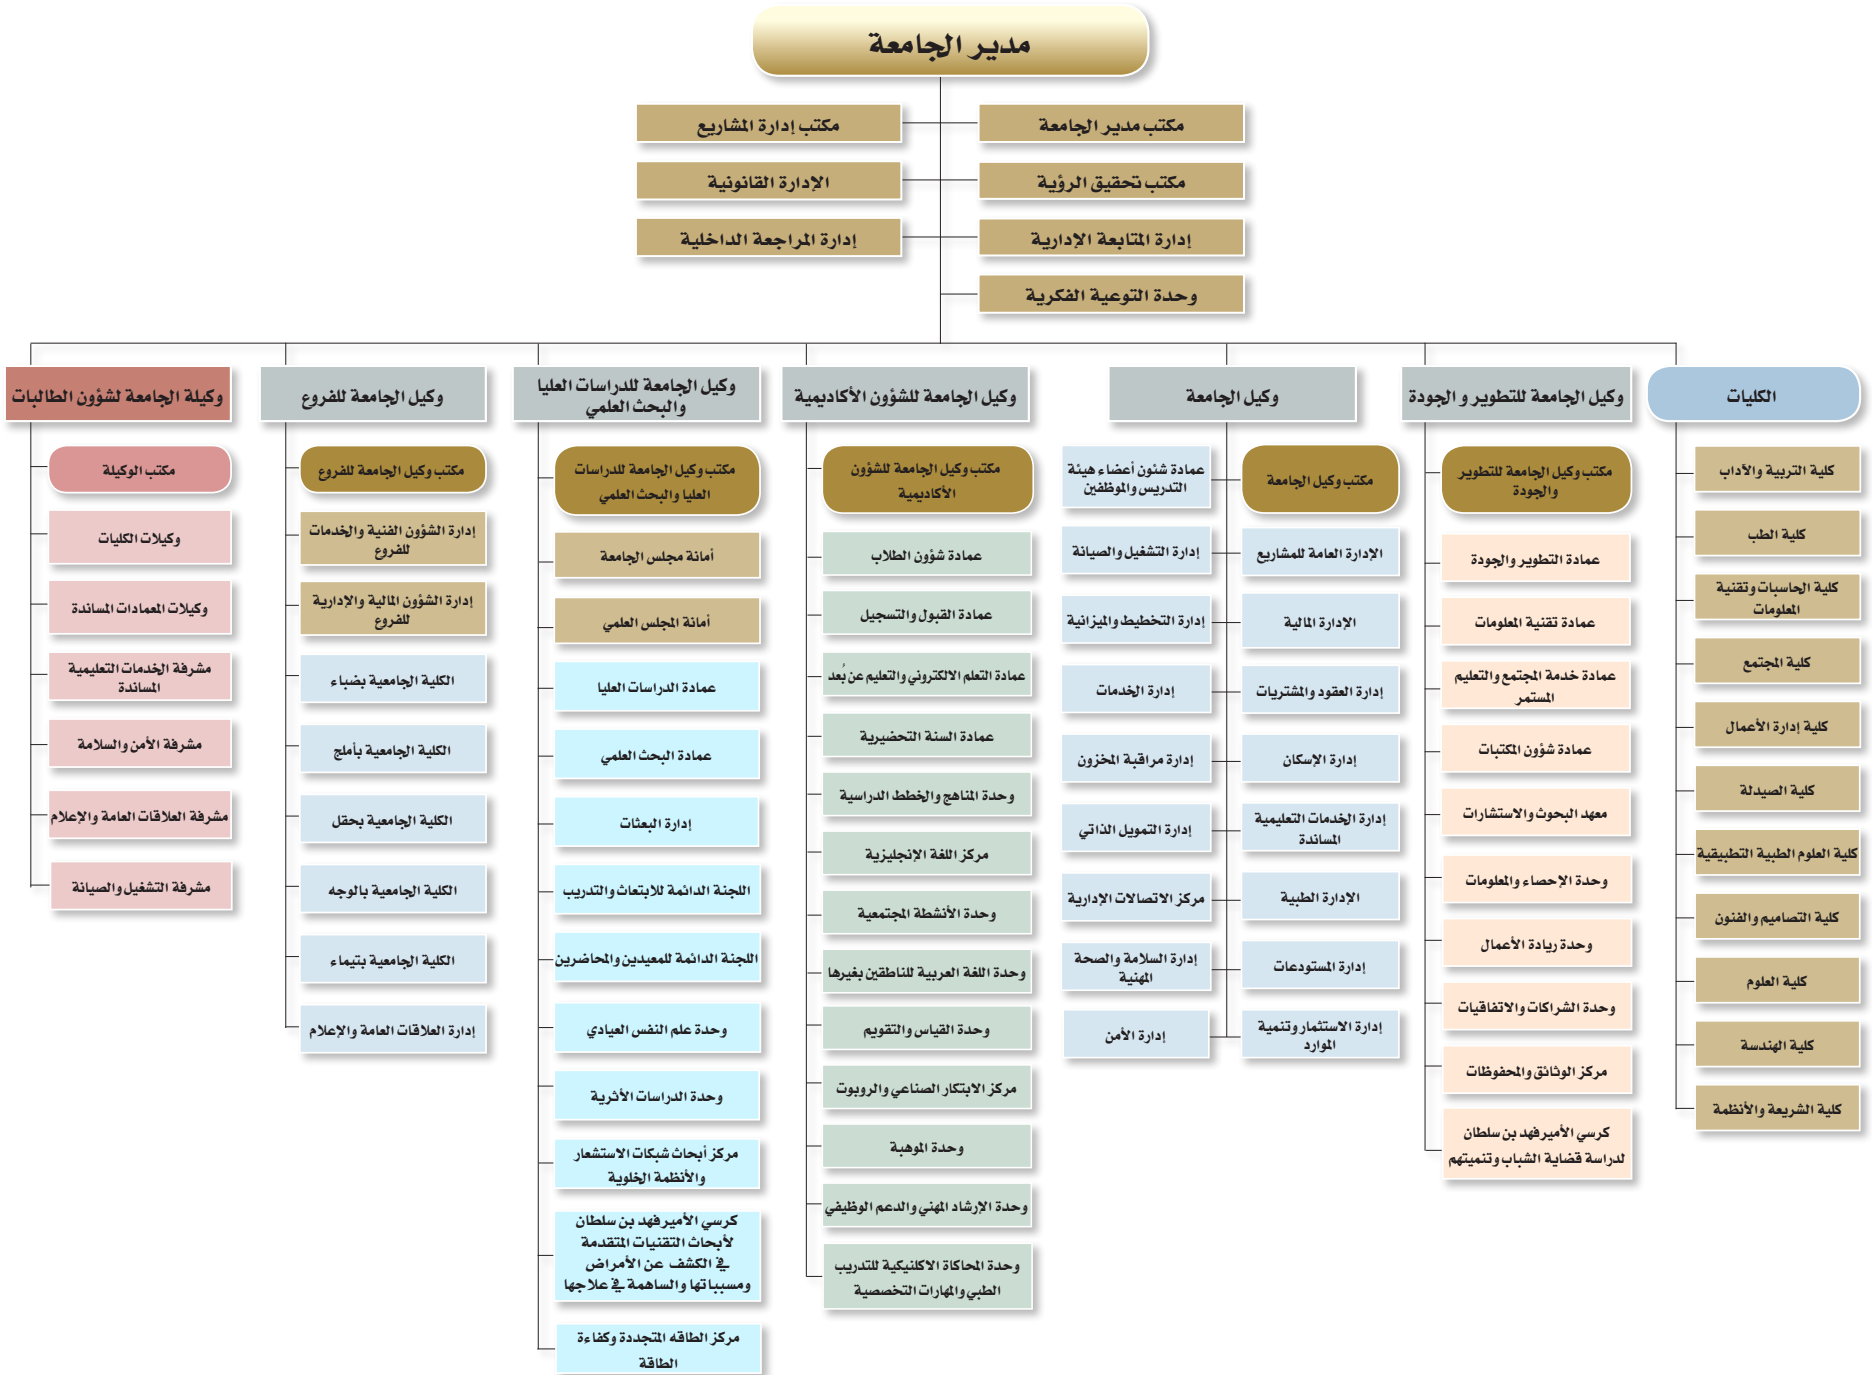 مدير الجامعة
مكتب مدير الجامعة
مكتب إدارة المشاريع
مكتب تحقيق الرؤية
الإدارة القانونية
إدارة المتابعة الإدارية
إدارة المراجعة الداخلية
وحدة التوعية الفكرية
الكليات
كلية التربية والآداب
كلية الطب
كلية الحاسبات وتقنية
المعلومات
كلية المجتمع
كلية إدارة الأعمال
كلية الصيدلة
كلية العلوم الطبية التطبيقية
كلية التصاميم والفنون
كلية العلوم
كلية الهندسة
كلية الشريعة والأنظمة
وكيل الجامعة للتطوير و الجودة
مكتب وكيل الجامعة للتطوير
والجودة
عمادة التطوير والجودة
عمادة تقنية المعلومات
عمادة خدمة المجتمع والتعليم
المستمر
عمادة شؤون المكتبات
معهد البحوث والاستشارات
وحدة الإحصاء والمعلومات
وحدة ريادة الأعمال
وحدة الشراكات والاتفاقيات
مركز الوثائق والمحفوظات
كرسي الأمير فهد بن سلطان
لدراسة قضاية الشباب وتنميتهم
وكيل الجامعة
مكتب وكيل الجامعة
الإدارة العامة للمشاريع
الإدارة المالية
إدارة العقود والمشتريات
إدارة الإسكان
إدارة الخدمات التعليمية
المساندة
الإدارة الطبية
إدارة المستودعات
إدارة الاستثمار وتنمية
الموارد
عمادة شئون أعضاء هيئة
التدريس والموظفين
إدارة التشغيل والصيانة
إدارة التخطيط والميزانية
إدارة الخدمات
إدارة مراقبة المخزون
إدارة التمويل الذاتي
مركز الاتصالات الإدارية
إدارة السلامة والصحة
المهنية
إدارة الأمن
وكيل الجامعة للشؤون الأكاديمية
مكتب وكيل الجامعة للشؤون
الأكاديمية
عمادة شؤون الطلاب
عمادة القبول والتسجيل
عمادة التعلم الالكتروني والتعليم عن بُعد
عمادة السنة التحضيرية
وحدة المناهج والخطط الدراسية
مركز اللغة الإنجليزية
وحدة الأنشطة المجتمعية
وحدة اللغة العربية للناطقين بغيرها
وحدة القياس والتقويم
مركز الابتكار الصناعي والروبوت
وحدة الموهبة
وحدة الإرشاد المهني والدعم الوظيفي
وحدة المحاكاة الاكلنيكية للتدريب
الطبي والمهارات التخصصية
وكيل الجامعة للدراسات العليا
والبحث العلمي
مكتب وكيل الجامعة للدراسات
العليا والبحث العلمي
أمانة مجلس الجامعة
أمانة المجلس العلمي
عمادة الدراسات العليا
عمادة البحث العلمي
إدارة البعثات
اللجنة الدائمة للابتعاث والتدريب
اللجنة الدائمة للمعيدين والمحاضرين
وحدة علم النفس العيادي
وحدة الدراسات الأثرية
مركز أبحاث شبكات الاستشعار
والأنظمة الخلوية
كرسي الأمير فهد بن سلطان
لأبحاث التقنيات المتقدمة
في الكشف عن الأمراض
ومسبباتها والساهمة في علاجها
مركز الطاقه المتجددة وكفاءة
الطاقة
وكيل الجامعة للفروع
مكتب وكيل الجامعة للفروع
إدارة الشؤون الفنية والخدمات
للفروع
إدارة الشؤون المالية والإدارية
للفروع
الكلية الجامعية بضباء
الكلية الجامعية بأملج
الكلية الجامعية بحقل
الكلية الجامعية بالوجه
الكلية الجامعية بتيماء
إدارة العلاقات العامة والإعلام
وكيلة الجامعة لشؤون الطالبات
مكتب الوكيلة
وكيلات الكليات
وكيلات المعمادات المساندة
مشرفة الخدمات التعليمية
المساندة
مشرفة الأمن والسلامة
مشرفة العلاقات العامة والإعلام
مشرفة التشغيل والصيانة